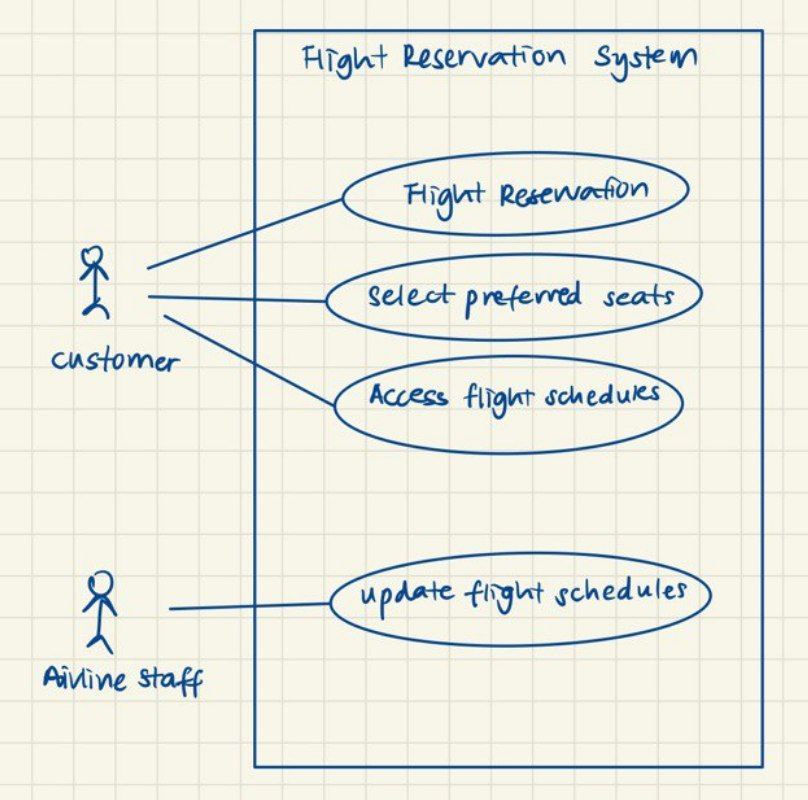 Flight Reservation System
Flight Reservation
Select preferred seats
customer
Access flight schedules
update flight schedules
Airline staff